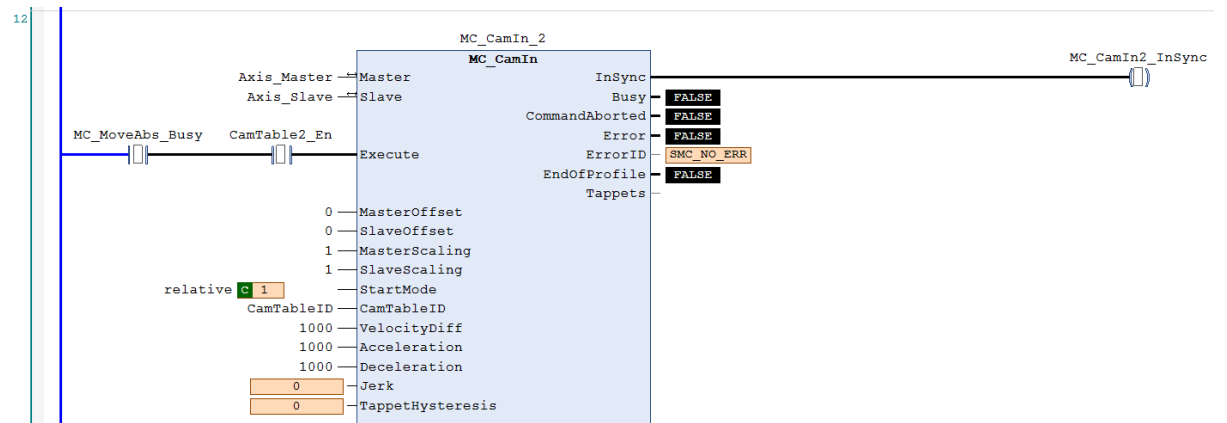 12
MC_CamIn_2
MC_CamIn
MC_CamIn2_InSync
Axis_Master Master InSync
Axis_Slave Slave Busy FALSE
CommandAborted FALSE
MC_MoveAbs_Busy CamTable2_En Error FALSE
Execute ErrorID SMC_NO_ERR
EndOfProfile FALSE
Tappets
0 MasterOffset
0 SlaveOffset
1 MasterScaling
1 SlaveScaling
relative C 1 StartMode
CamTableID CamTableID
1000 VelocityDiff
1000 Acceleration
1000 Deceleration
0 Jerk
0 TappetHysteresis